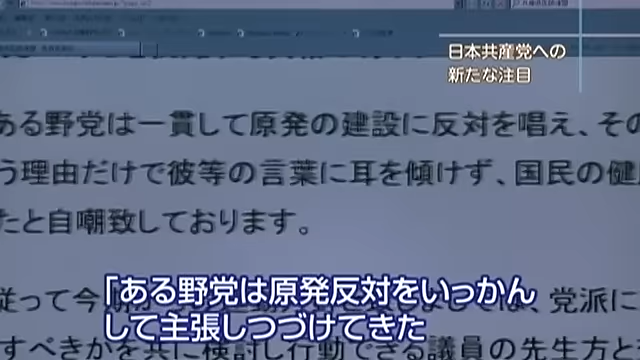 日本共産党への
新たな注目
ある野党は一貫して原発の建設に反対を唱え、その
う理由だけで彼等の言葉に耳を傾けず、国民の健
たと自嘲致しております。
「ある野党は原発反対をいっかん
して主張しつづけてきた
従って今
は、党派に
すべきかを共に検討し行動できる議員の先生方と